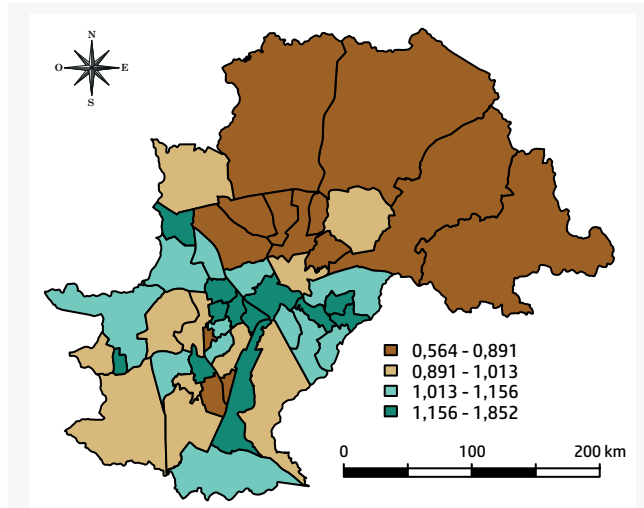 N
O E
S
0,564 - 0,891
0,891 - 1,013
1,013 - 1,156
1,156 - 1,852
0 100 200 km